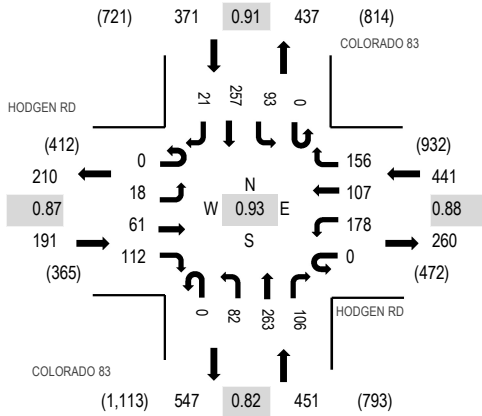 (721) 371 0.91 437 (814)
COLORADO 83
HODGEN RD
21 257 93 0
(412) (932)
0 156
210 441
18 N 107
0.87 W 0.93 E 0.88
61 178
191 S 260
112 0
(365) (472)
0 82 263 106
HODGEN RD
COLORADO 83
(1,113) 547 0.82 451 (793)